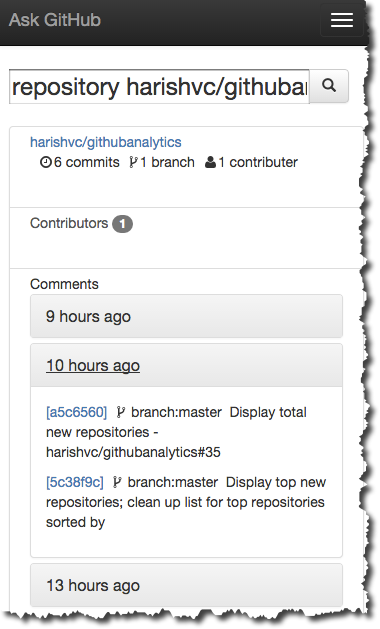 Ask GitHub
repository harishvc/githuban
harishvc/githubanalytics
6 commits 1 branch 1 contributer
Contributors 1
Comments
9 hours ago
10 hours ago
[a5c6560] branch:master Display total
new repositories -
harishvc/githubanalytics#35
[5c38f9c] branch:master Display top new
repositories; clean up list for top repositories
sorted by
13 hours ago